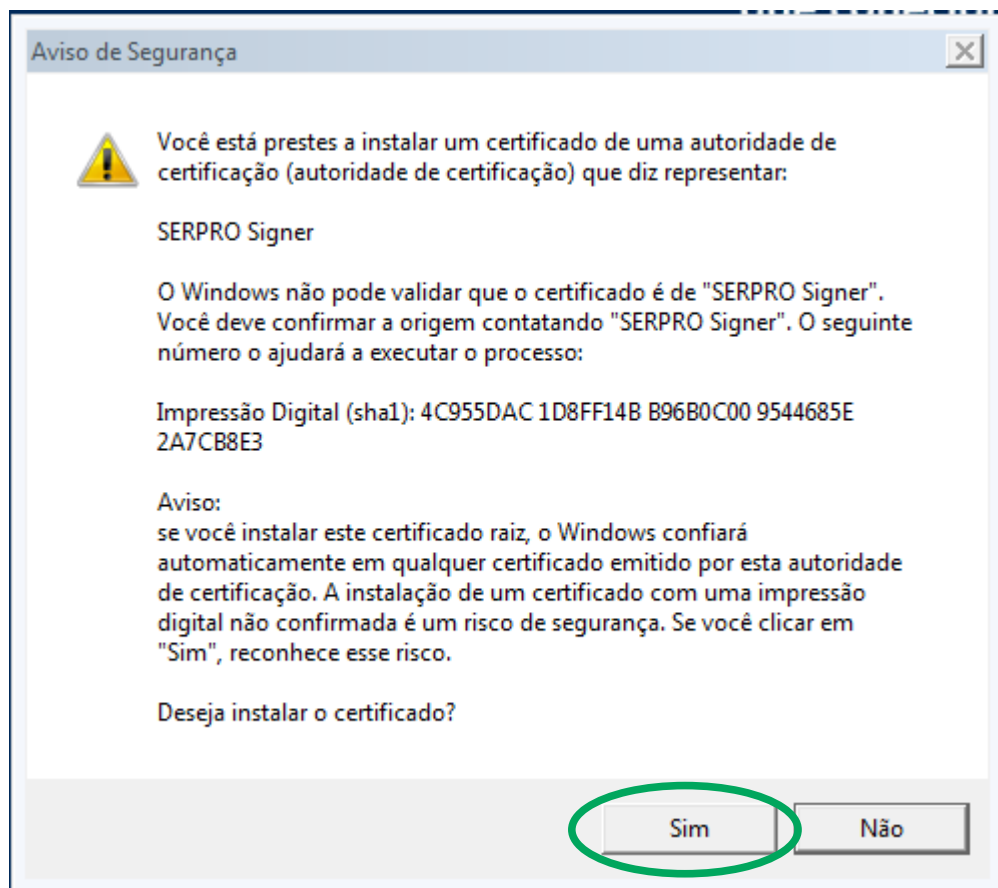 Aviso de Segurança
Você está prestes a instalar um certificado de uma autoridade de
certificação (autoridade de certificação) que diz representar:
SERPRO Signer
O Windows não pode validar que o certificado é de "SERPRO Signer".
Você deve confirmar a origem contatando "SERPRO Signer". O seguinte
número o ajudará a executar o processo:
Impressão Digital (sha1): 4C955DAC 1D8FF14B B96B0C00 9544685E
2A7CB8E3
Aviso:
se você instalar este certificado raiz, o Windows confiará
automaticamente em qualquer certificado emitido por esta autoridade
de certificação. A instalação de um certificado com uma impressão
digital não confirmada é um risco de segurança. Se você clicar em
"Sim", reconhece esse risco.
Deseja instalar o certificado?
Sim
Não